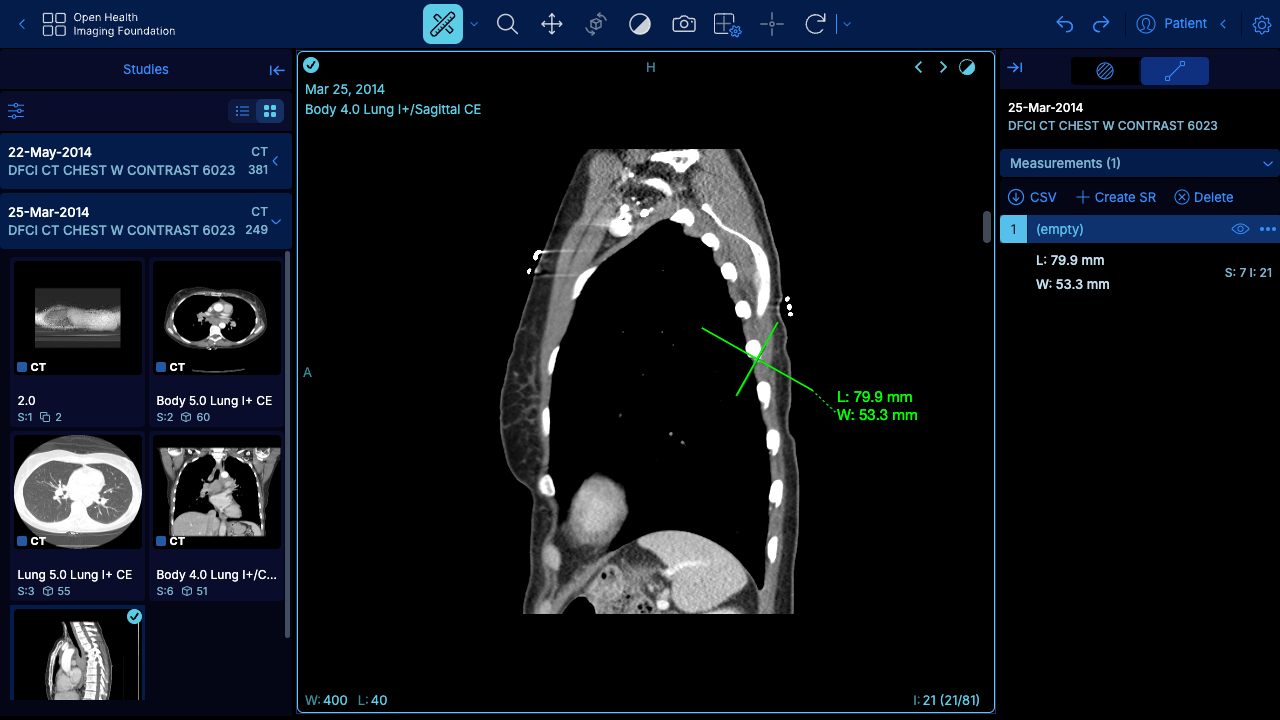 Open Health
Imaging Foundation
Patient
Studies
22-May-2014
CT
DFCI CT CHEST W CONTRAST 6023
381
25-Mar-2014
CT
DFCI CT CHEST W CONTRAST 6023
249
CT
2.0
S:1 2
CT
Body 5.0 Lung I+ CE
S:2 60
CT
Lung 5.0 Lung I+ CE
S:3 55
CT
Body 4.0 Lung I+/C...
S:6 51
H
Mar 25, 2014
Body 4.0 Lung I+/Sagittal CE
A
L: 79.9 mm
W: 53.3 mm
W: 400 L: 40
I: 21 (21/81)
25-Mar-2014
DFCI CT CHEST W CONTRAST 6023
Measurements (1)
CSV
Create SR
Delete
1 (empty)
L: 79.9 mm
W: 53.3 mm
S: 7 I: 21